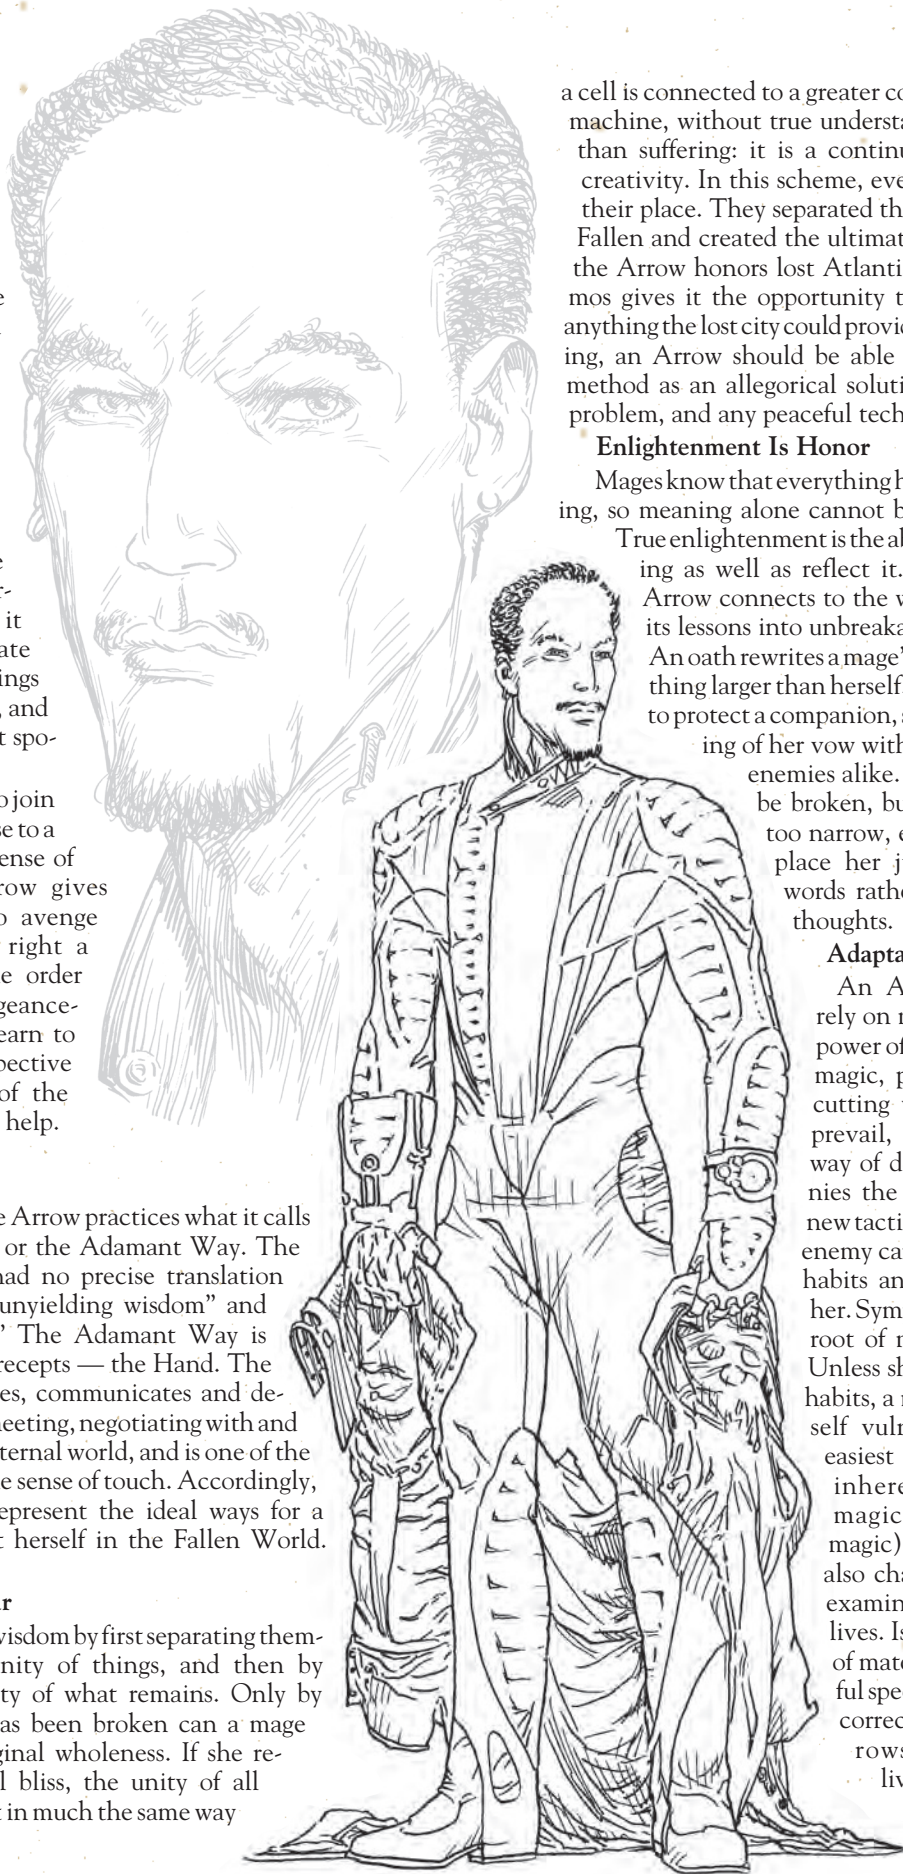 e
e
r-
it
ate
ings
, and
t spo-
o join
se to a
ense of
row gives
o avenge
right a
e order
geance-
earn to
pective
of the
help.
e Arrow practices what it calls
or the Adamant Way. The
had no precise translation
unyielding wisdom” and
” The Adamant Way is
recepts — the Hand. The
es, communicates and de-
neeting, negotiating with and
ternal world, and is one of the
e sense of touch. Accordingly,
epresent the ideal ways for a
t herself in the Fallen World.
r
wisdom by first separating them-
nity of things, and then by
ty of what remains. Only by
as been broken can a mage
ginal wholeness. If she re-
l bliss, the unity of all
t in much the same way
a cell is connected to a greater co
machine, without true understa
than suffering: it is a continu
creativity. In this scheme, eve
their place. They separated th
Fallen and created the ultimat
the Arrow honors lost Atlanti
mos gives it the opportunity t
anything the lost city could provid
ing, an Arrow should be able
method as an allegorical soluti
problem, and any peaceful tech
Enlightenment Is Honor
Mages know that everything h
ing, so meaning alone cannot b
True enlightenment is the ab
ing as well as reflect it.
Arrow connects to the w
its lessons into unbreaka
An oath rewrites a mage’
thing larger than herself.
to protect a companion, s
ing of her vow with
enemies alike.
be broken, bu
too narrow, e
place her j
words rathe
thoughts.
Adapta
An A
rely on m
power of
magic, p
cutting
prevail,
way of d
nies the
new tacti
enemy ca
habits an
her. Sym
root of m
Unless sh
habits, a m
self vuln
easiest
inhere
magic
magic)
also cha
examin
lives. Is
of mate
ful spe
correc
rows
liv